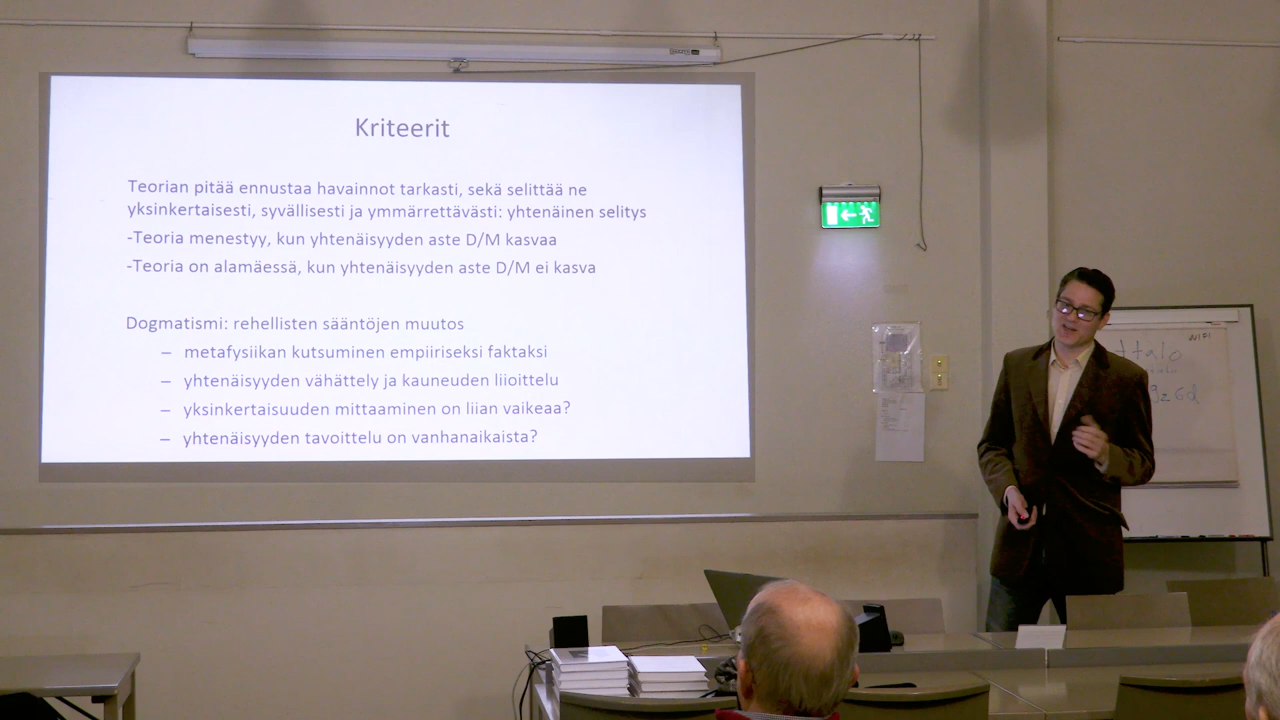 Kriteerit
Teorian pitää ennustaa havainnot tarkasti, sekä selittää ne
yksinkertaisesti, syvällisesti ja ymmärrettävästi: yhtenäinen selitys
-Teoria menestyy, kun yhtenäisyyden aste D/M kasvaa
-Teoria on alamäessä, kun yhtenäisyyden aste D/M ei kasva
Dogmatismi: rehellisten sääntöjen muutos
– metafysiikan kutsuminen empiiriseksi faktaksi
– yhtenäisyyden vähättely ja kauneuden liioittelu
– yksinkertaisuuden mittaaminen on liian vaikeaa?
– yhtenäisyyden tavoittelu on vanhanaikaista?
WIFI